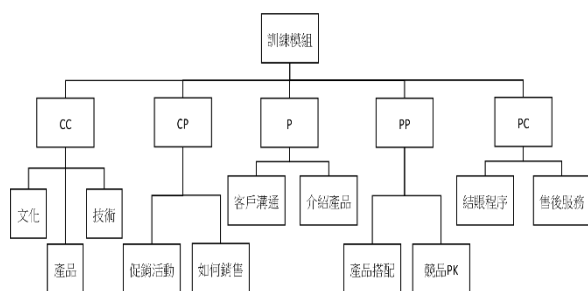 訓練模組
CC
CP
P
PP
PC
文化
技術
產品
促銷活動
如何銷售
客戶溝通
介紹產品
產品搭配
競品PK
結賬程序
售後服務